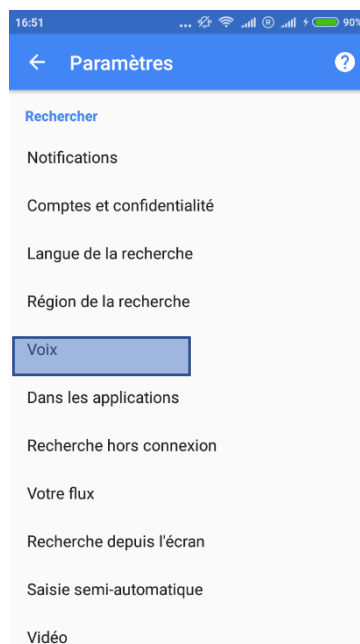 16:51 ... ® 90%
Paramètres ?
Rechercher
Notifications
Comptes et confidentialité
Langue de la recherche
Région de la recherche
Voix
Dans les applications
Recherche hors connexion
Votre flux
Recherche depuis l'écran
Saisie semi-automatique
Vidéo